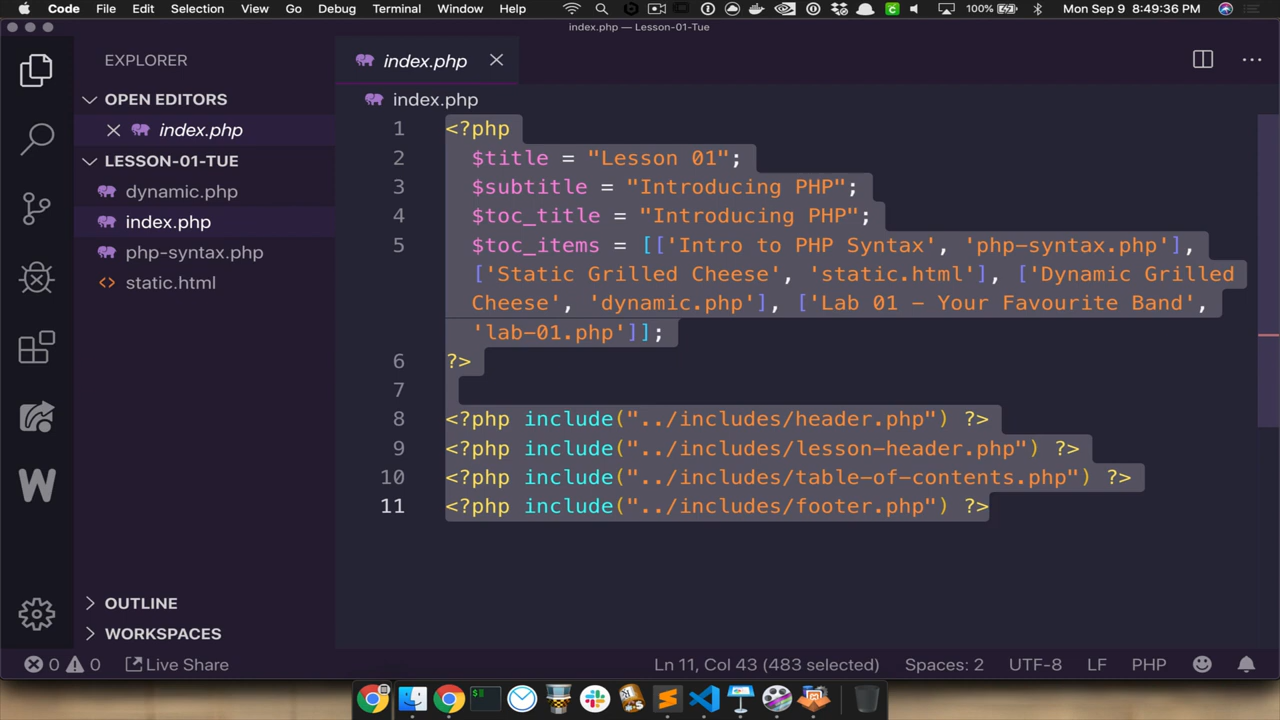 Code File Edit Selection View Go Debug Terminal Window Help 100% Mon Sep 9 8:49:36 PM
index.php — Lesson-01-Tue
EXPLORER
OPEN EDITORS
index.php
LESSON-01-TUE
dynamic.php
index.php
php-syntax.php
static.html
OUTLINE
WORKSPACES
index.php
index.php
1 <?php
2 $title = "Lesson 01";
3 $subtitle = "Introducing PHP";
4 $toc_title = "Introducing PHP";
5 $toc_items = [['Intro to PHP Syntax', 'php-syntax.php'],
['Static Grilled Cheese', 'static.html'], ['Dynamic Grilled
Cheese', 'dynamic.php'], ['Lab 01 - Your Favourite Band',
'lab-01.php']];
6 ?>
7
8 <?php include("../includes/header.php") ?>
9 <?php include("../includes/lesson-header.php") ?>
10 <?php include("../includes/table-of-contents.php") ?>
11 <?php include("../includes/footer.php") ?>
0 0 Live Share Ln 11, Col 43 (483 selected) Spaces: 2 UTF-8 LF PHP